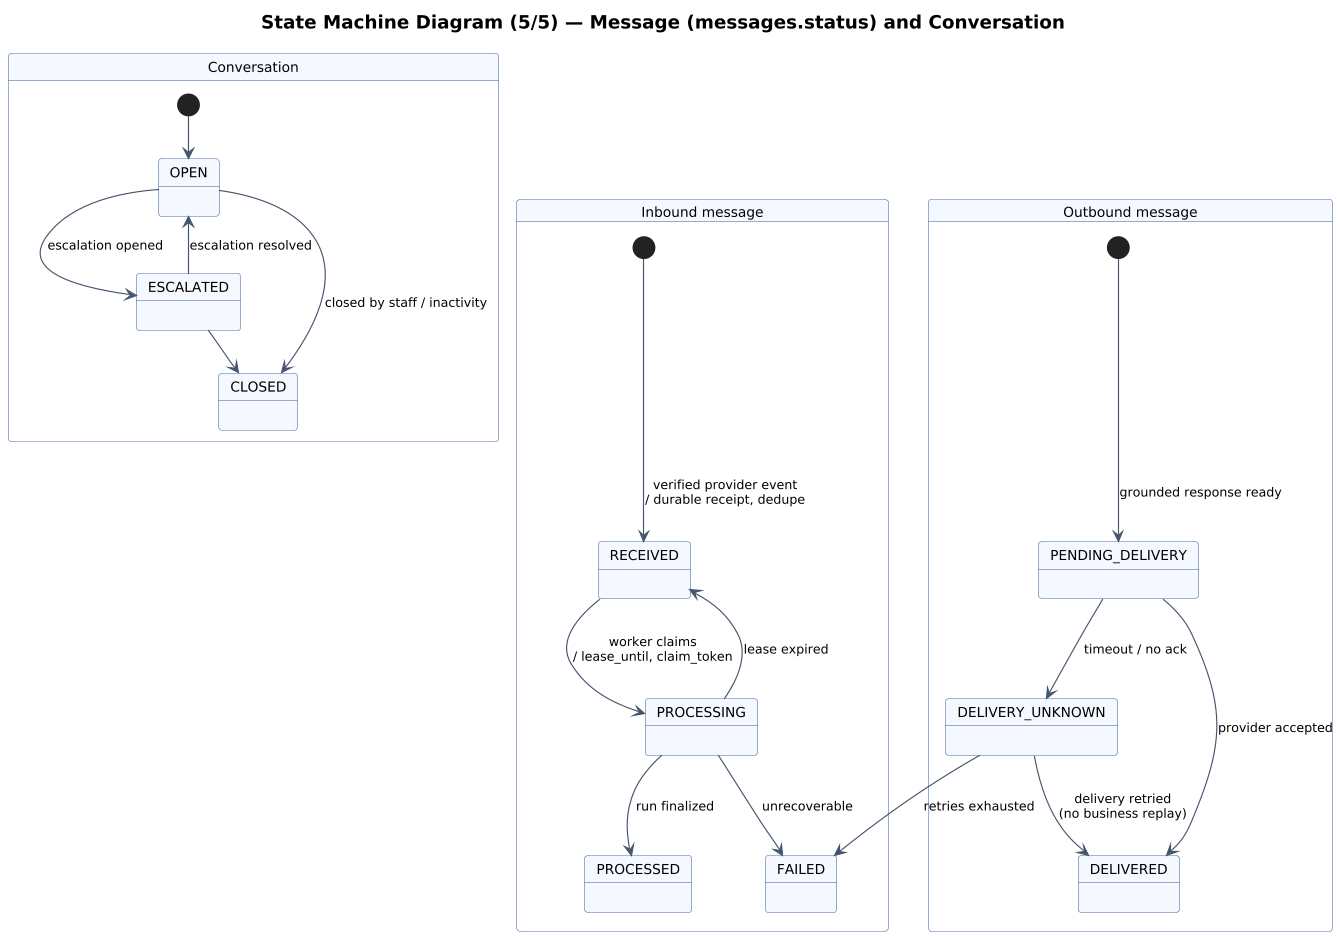 State Machine Diagram (5/5) — Message (messages.status) and Conversation
Conversation
OPEN
escalation opened
escalation resolved
ESCALATED
closed by staff / inactivity
CLOSED
Inbound message
verified provider event
/ durable receipt, dedupe
RECEIVED
worker claims
/ lease_until, claim_token
lease expired
PROCESSING
run finalized
unrecoverable
PROCESSED
FAILED
Outbound message
grounded response ready
PENDING_DELIVERY
timeout / no ack
DELIVERY_UNKNOWN
provider accepted
retries exhausted
delivery retried
(no business replay)
DELIVERED